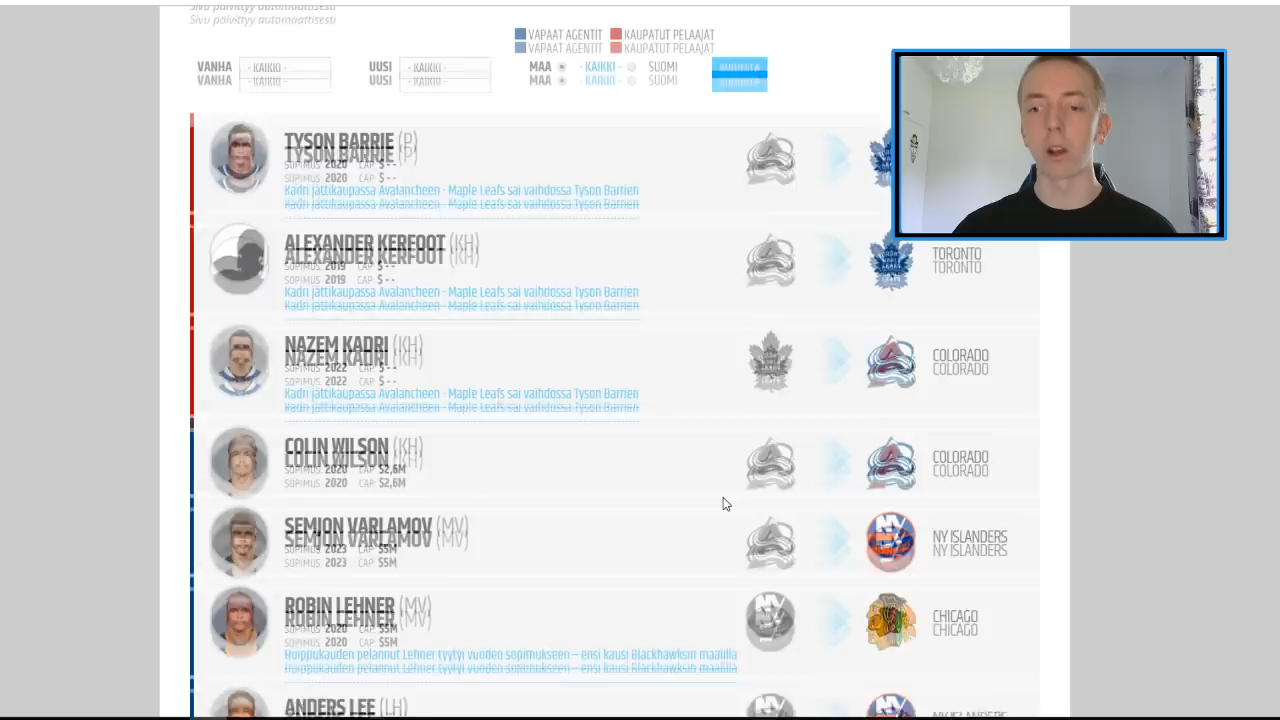 Sivu päivittyy automaattisesti
VAPAAT AGENTIT KAUPATUT PELAAJAT
VANHA - KAIKKI - UUSI - KAIKKI - MAA - KAIKKI - SUOMI
TYSON BARRIE (P)
SOPIMUS: 2020 CAP: $ - -
Kadri jättikaupassa Avalancheen - Maple Leafs sai vaihdossa Tyson Barrien
ALEXANDER KERFOOT (KH)
SOPIMUS: 2019 CAP: $ - -
TORONTO
Kadri jättikaupassa Avalancheen - Maple Leafs sai vaihdossa Tyson Barrien
NAZEM KADRI (KH)
SOPIMUS: 2022 CAP: $ - -
COLORADO
Kadri jättikaupassa Avalancheen - Maple Leafs sai vaihdossa Tyson Barrien
COLIN WILSON (KH)
SOPIMUS: 2020 CAP: $2,6M
COLORADO
SEMION VARLAMOV (MV)
SOPIMUS: 2023 CAP: $5M
NY ISLANDERS
ROBIN LEHNER (MV)
SOPIMUS: 2020 CAP: $5M
CHICAGO
Huippukauden pelannut Lehner tyytyi vuoden sopimukseen – ensi kausi Blackhawksin maalilla
ANDERS LEE (LH)
NY ISLANDERS